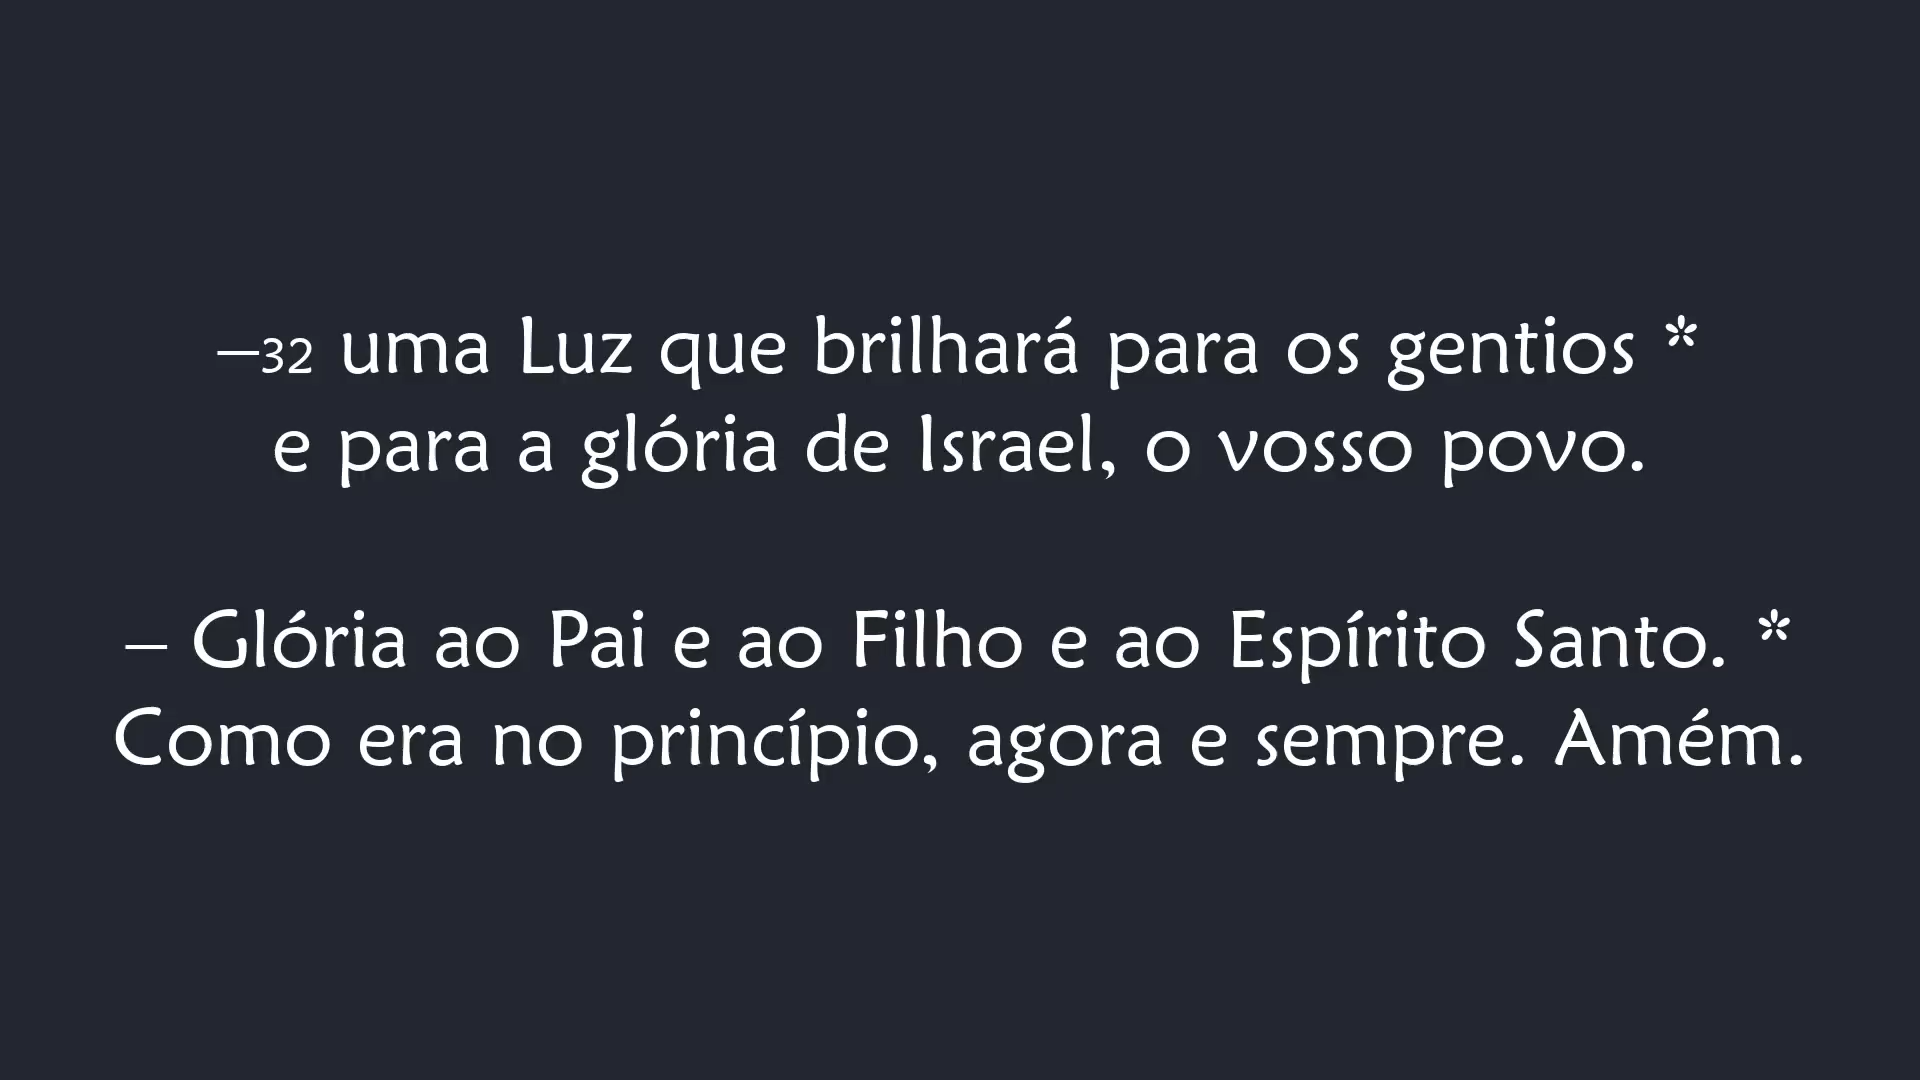 –32 uma Luz que brilhará para os gentios *
e para a glória de Israel, o vosso povo.
– Glória ao Pai e ao Filho e ao Espírito Santo. *
Como era no princípio, agora e sempre. Amém.